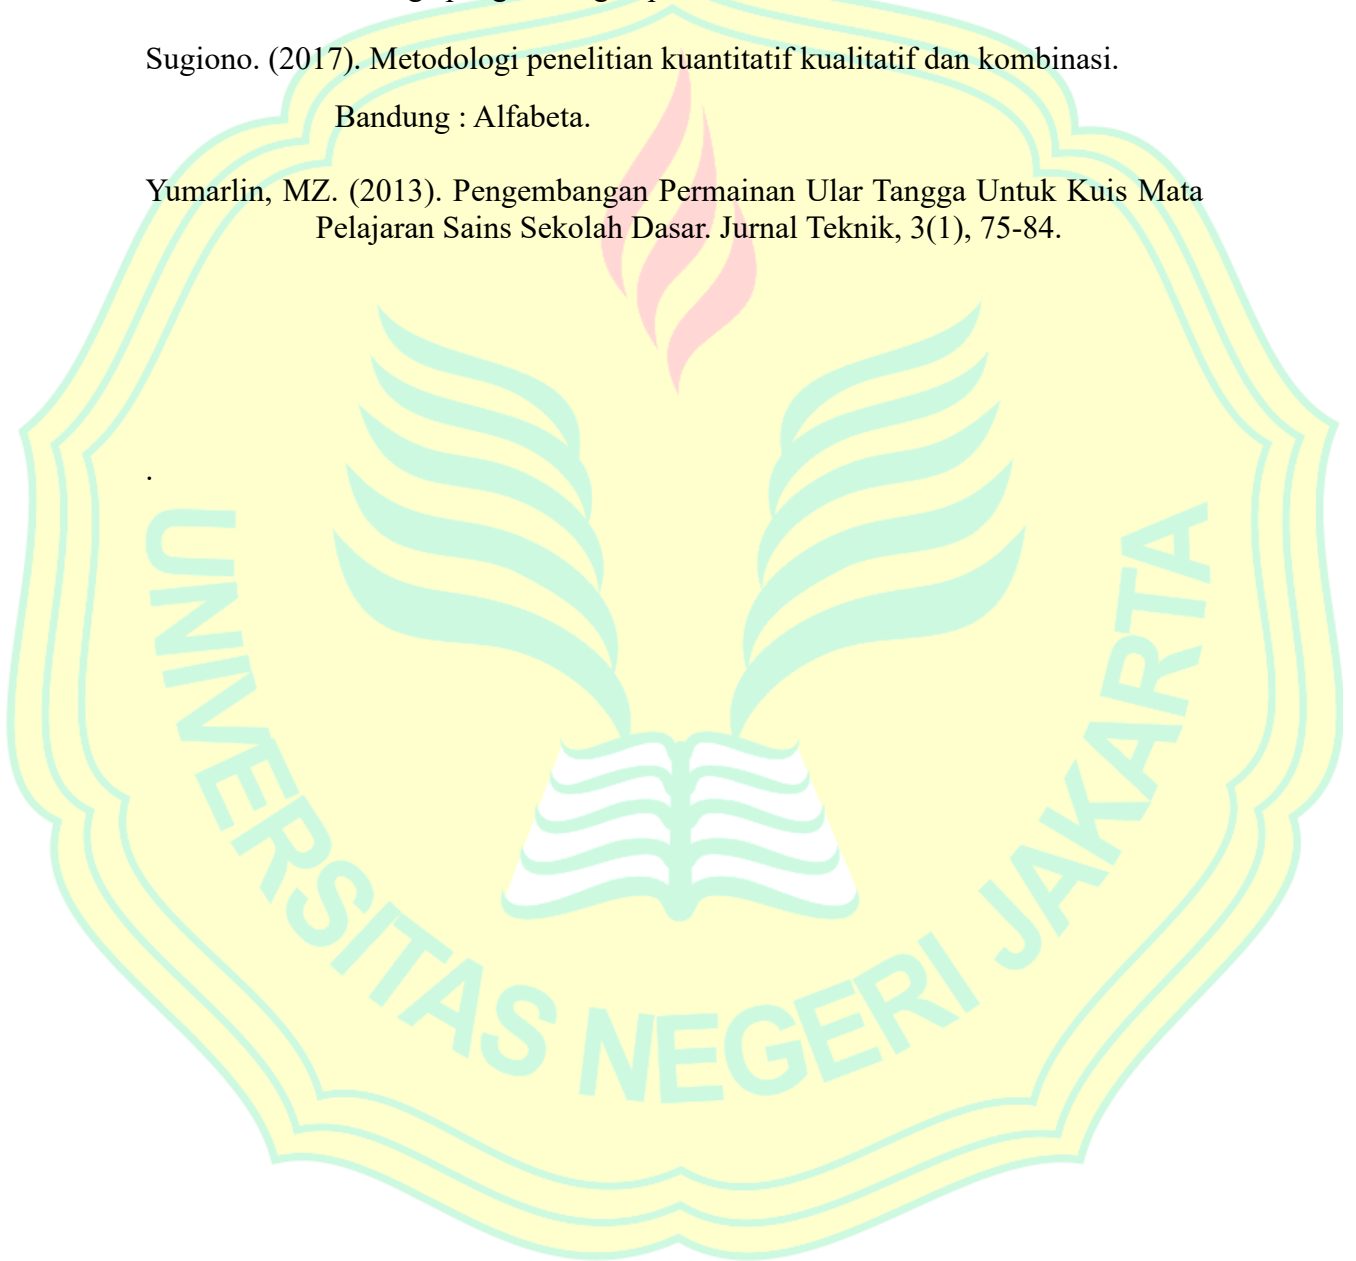 Sugiono. (2017). Metodologi penelitian kuantitatif kualitatif dan kombinasi.
Bandung : Alfabeta.
Yumarlin, MZ. (2013). Pengembangan Permainan Ular Tangga Untuk Kuis Mata
Pelajaran Sains Sekolah Dasar. Jurnal Teknik, 3(1), 75-84.
.
UNIVERSITAS NEGERI JAKARTA